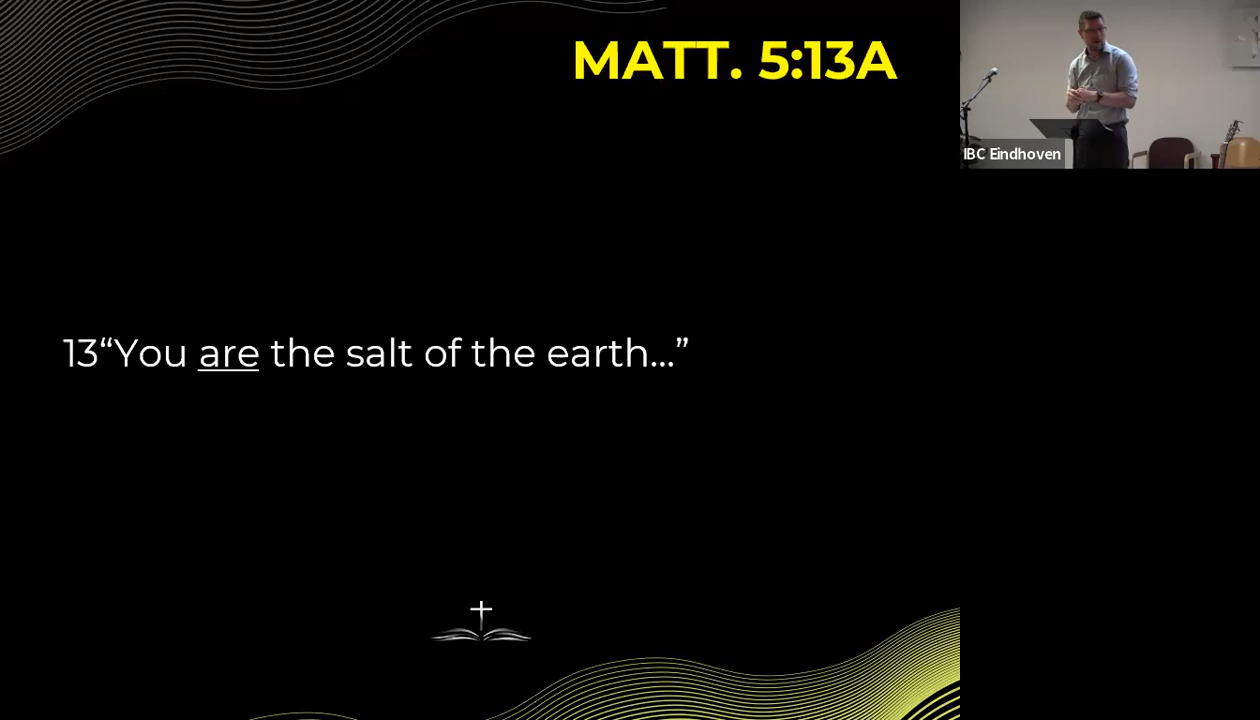 MATT. 5:13A
IBC Eindhoven
13“You are the salt of the earth...”